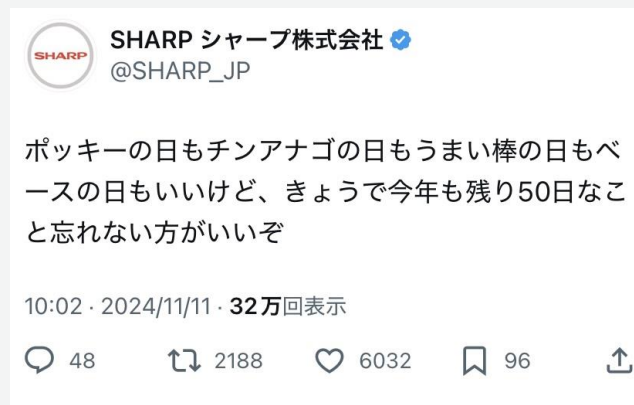 SHARP
SHARP シャープ株式会社
@SHARP_JP
ポッキーの日もチンアナゴの日もうまい棒の日もベ
ースの日もいいけど、きょうで今年も残り50日なこ
と忘れない方がいいぞ
10:02 · 2024/11/11 · 32万回表示
48 2188 6032 96